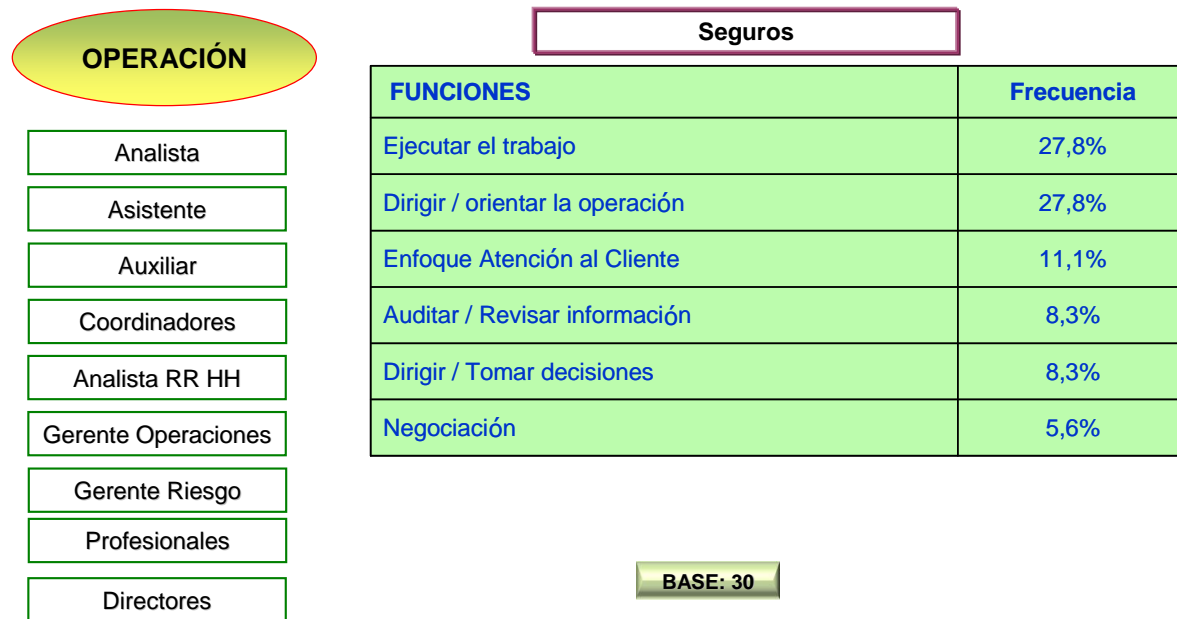 OPERACIÓN
Analista
Asistente
Auxiliar
Coordinadores
Analista RR HH
Gerente Operaciones
Gerente Riesgo
Profesionales
Directores
Seguros
FUNCIONES Frecuencia
Ejecutar el trabajo 27,8%
Dirigir / orientar la operación 27,8%
Enfoque Atención al Cliente 11,1%
Auditar / Revisar información 8,3%
Dirigir / Tomar decisiones 8,3%
Negociación 5,6%
BASE: 30